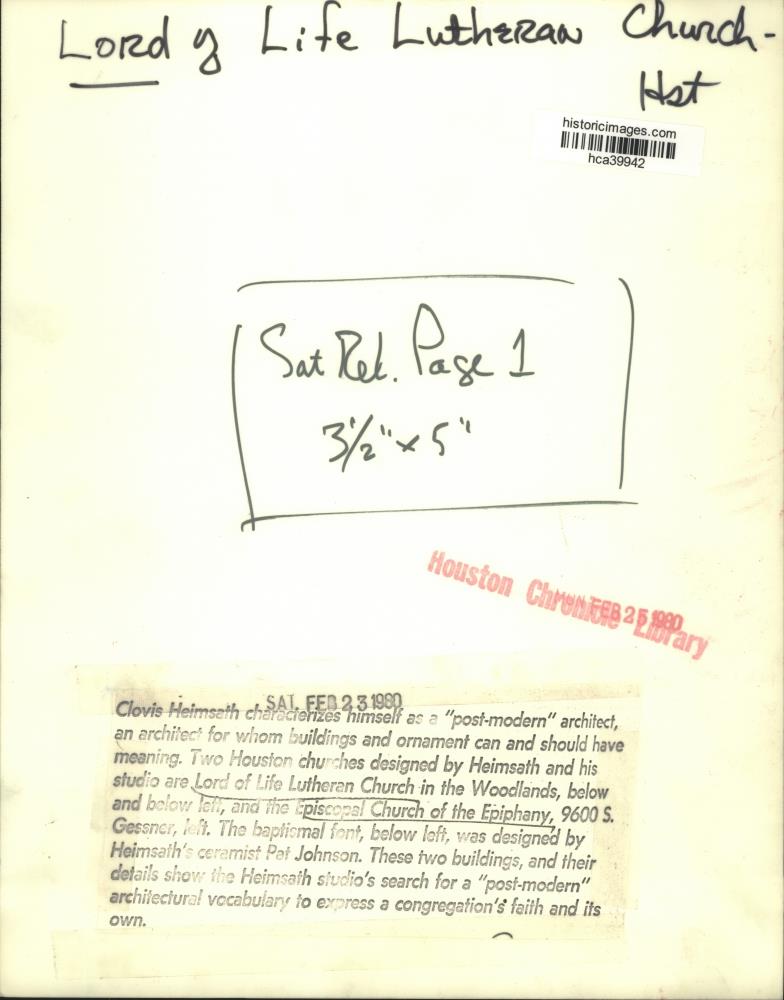 Lord of Life Lutheran Church-
Hst
historicimages.com
hca39942
Sat Rel. Page 1
3½" x 5"
Houston Chronicle Library
MON FEB 25 1980
SAT. FEB 23 1980
Clovis Heimsath characterizes himself as a "post-modern" architect,
an architect for whom buildings and ornament can and should have
meaning. Two Houston churches designed by Heimsath and his
studio are Lord of Life Lutheran Church in the Woodlands, below
and below left, and the Episcopal Church of the Epiphany, 9600 S.
Gessner, left. The baptismal font, below left, was designed by
Heimsath's ceramist Pat Johnson. These two buildings, and their
details show the Heimsath studio's search for a "post-modern"
architectural vocabulary to express a congregation's faith and its
own.